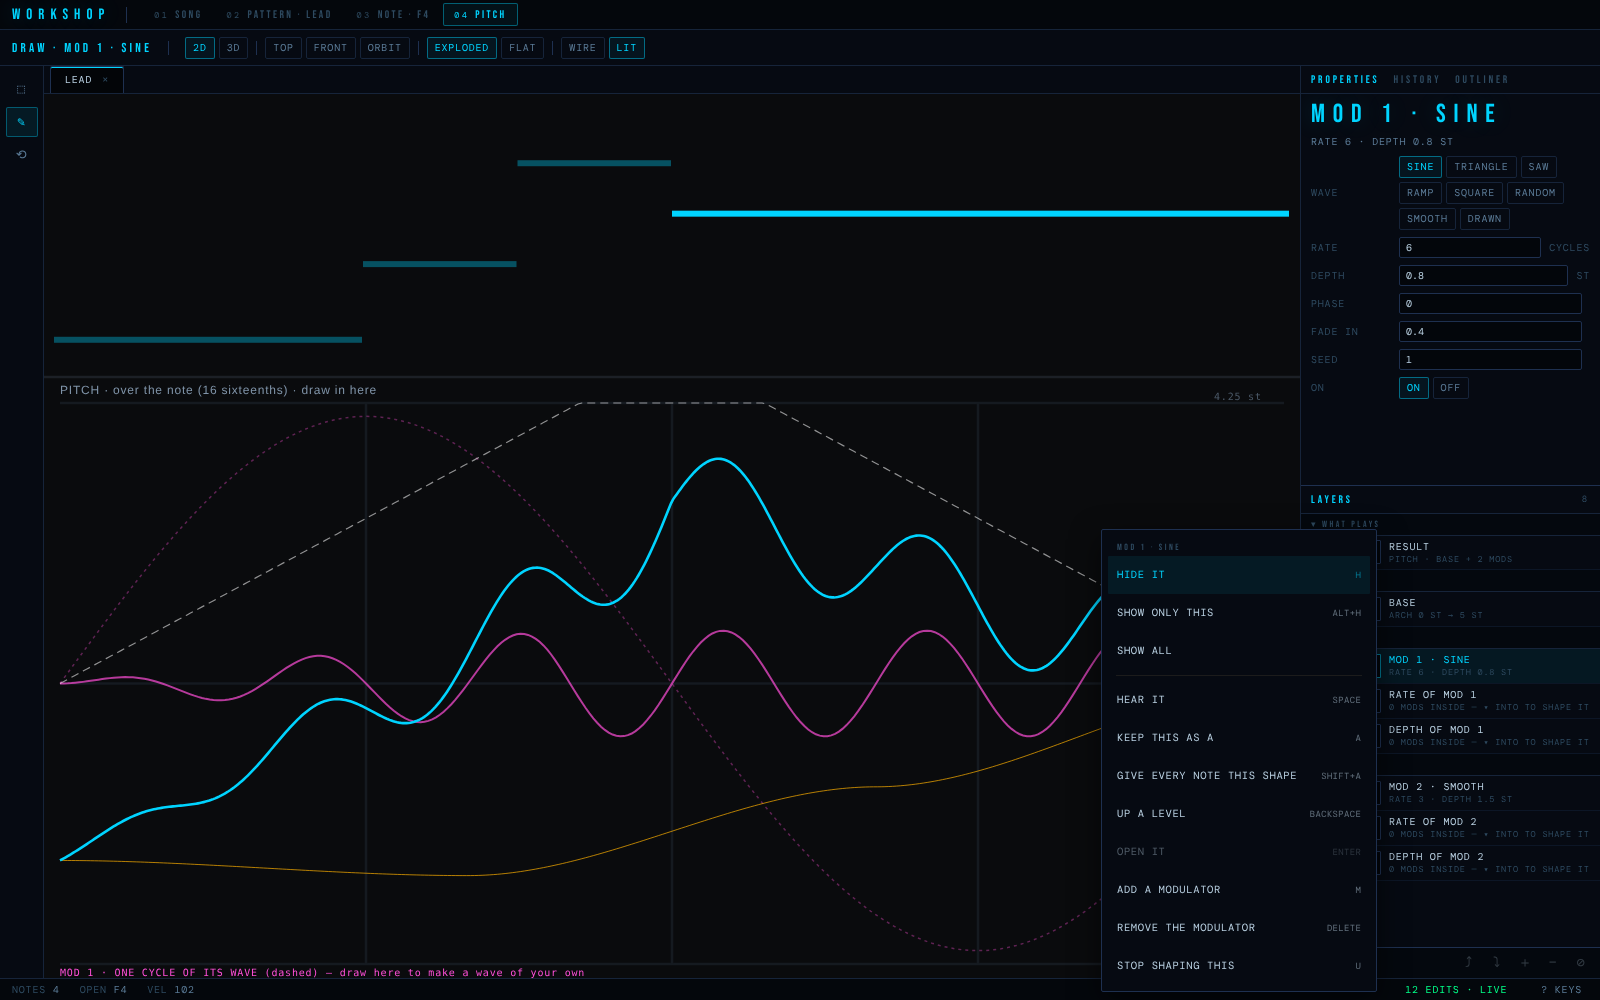 WORKSHOP
01 SONG
02 PATTERN · LEAD
03 NOTE · F4
04 PITCH
DRAW · MOD 1 · SINE
2D
3D
TOP
FRONT
ORBIT
EXPLODED
FLAT
WIRE
LIT
LEAD ×
PROPERTIES
HISTORY
OUTLINER
MOD 1 · SINE
RATE 6 · DEPTH 0.8 ST
WAVE
SINE
TRIANGLE
SAW
RAMP
SQUARE
RANDOM
SMOOTH
DRAWN
RATE
6
CYCLES
DEPTH
0.8
ST
PHASE
0
FADE IN
0.4
SEED
1
ON
ON
OFF
PITCH · over the note (16 sixteenths) · draw in here
4.25 st
LAYERS
8
▾ WHAT PLAYS
RESULT
PITCH · BASE + 2 MODS
BASE
ARCH 0 ST → 5 ST
MOD 1 · SINE
RATE 6 · DEPTH 0.8 ST
RATE OF MOD 1
0 MODS INSIDE — ▾ INTO TO SHAPE IT
DEPTH OF MOD 1
0 MODS INSIDE — ▾ INTO TO SHAPE IT
MOD 2 · SMOOTH
RATE 3 · DEPTH 1.5 ST
RATE OF MOD 2
0 MODS INSIDE — ▾ INTO TO SHAPE IT
DEPTH OF MOD 2
0 MODS INSIDE — ▾ INTO TO SHAPE IT
MOD 1 · SINE
HIDE IT H
SHOW ONLY THIS ALT+H
SHOW ALL
HEAR IT SPACE
KEEP THIS AS A A
GIVE EVERY NOTE THIS SHAPE SHIFT+A
UP A LEVEL BACKSPACE
OPEN IT ENTER
ADD A MODULATOR M
REMOVE THE MODULATOR DELETE
STOP SHAPING THIS U
MOD 1 · ONE CYCLE OF ITS WAVE (dashed) — draw here to make a wave of your own
NOTES 4
OPEN F4
VEL 102
12 EDITS · LIVE
? KEYS